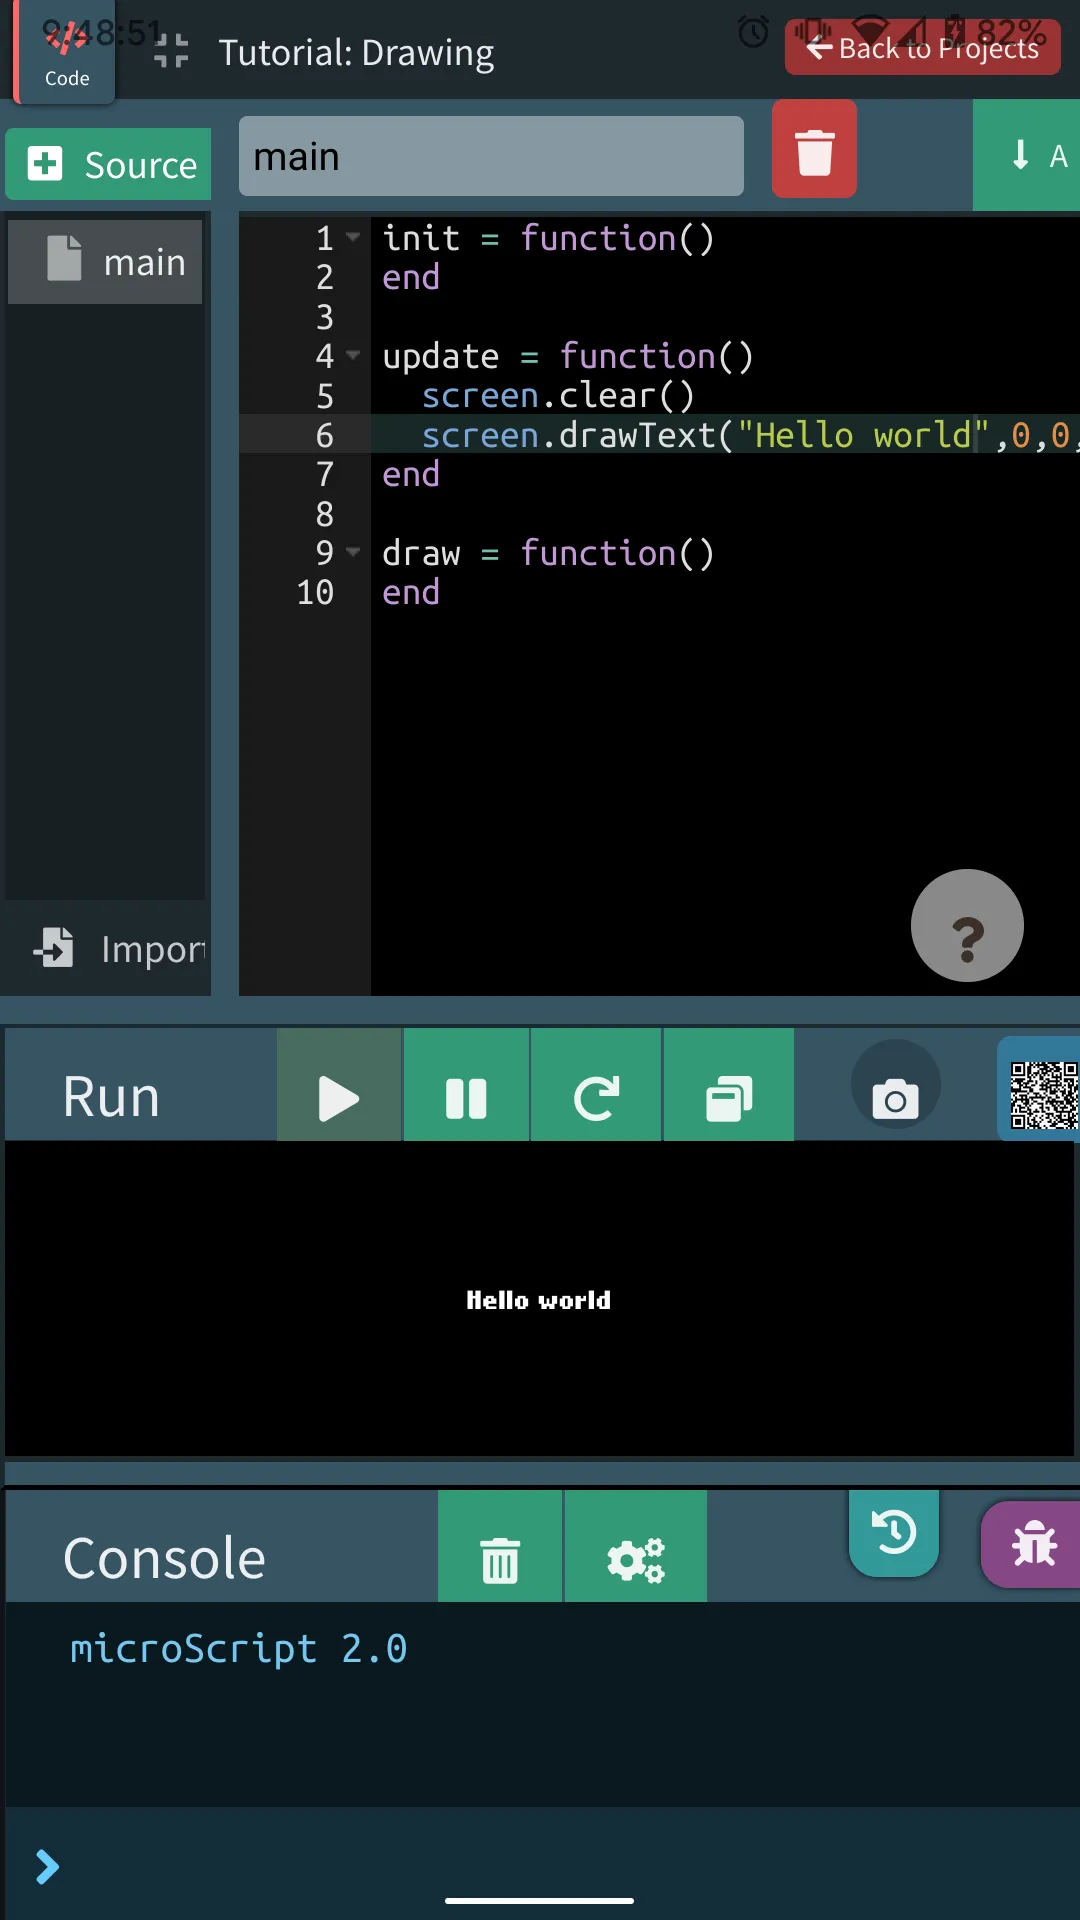 9:48:51
82%
Code
Tutorial: Drawing
Back to Projects
Source
main
A
main
1 init = function()
2 end
3
4 update = function()
5 screen.clear()
6 screen.drawText("Hello world",0,0,
7 end
8
9 draw = function()
10 end
?
Import
Run
Hello world
Console
microScript 2.0